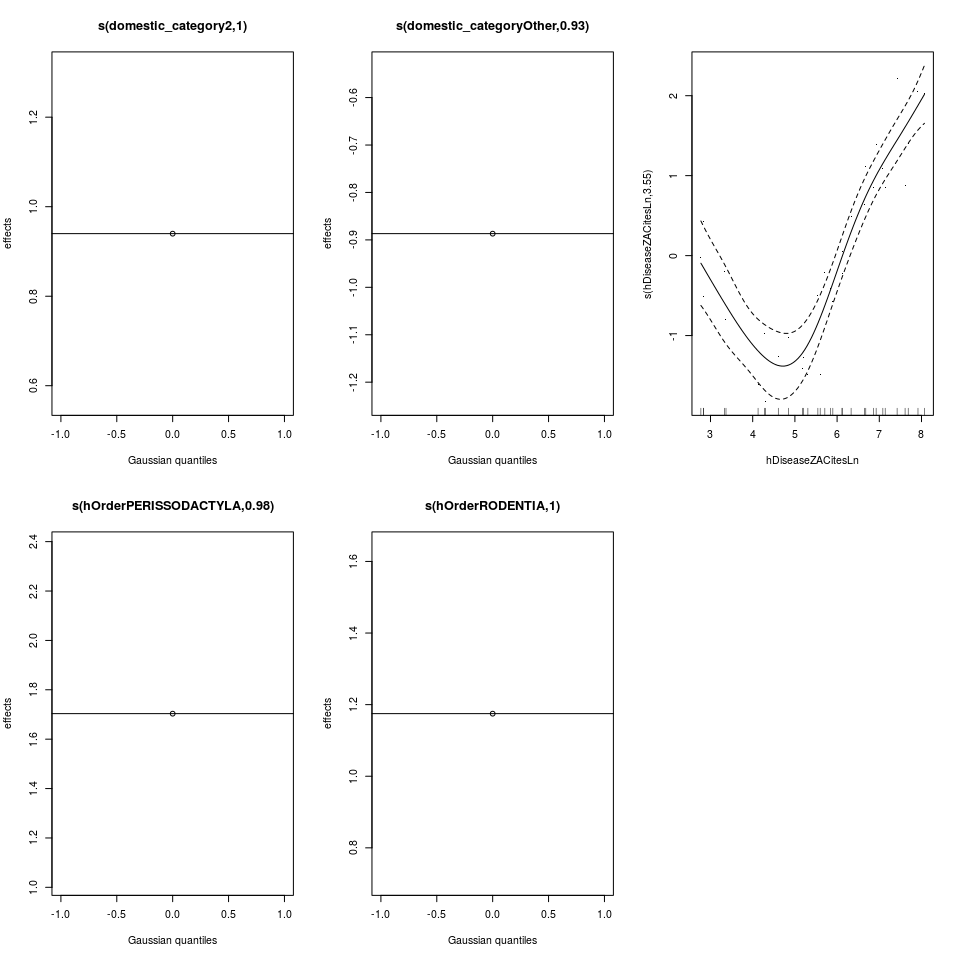 s(domestic_category2,1)
effects
1.2
1.0
0.8
0.6
-1.0 -0.5 0.0 0.5 1.0
Gaussian quantiles
s(domestic_categoryOther,0.93)
effects
-0.6
-0.7
-0.8
-0.9
-1.0
-1.1
-1.2
-1.0 -0.5 0.0 0.5 1.0
Gaussian quantiles
s(hDiseaseZACitesLn,3.55)
2
1
0
-1
3 4 5 6 7 8
hDiseaseZACitesLn
s(hOrderPERISSODACTYLA,0.98)
effects
2.4
2.2
2.0
1.8
1.6
1.4
1.2
1.0
-1.0 -0.5 0.0 0.5 1.0
Gaussian quantiles
s(hOrderRODENTIA,1)
effects
1.6
1.4
1.2
1.0
0.8
-1.0 -0.5 0.0 0.5 1.0
Gaussian quantiles